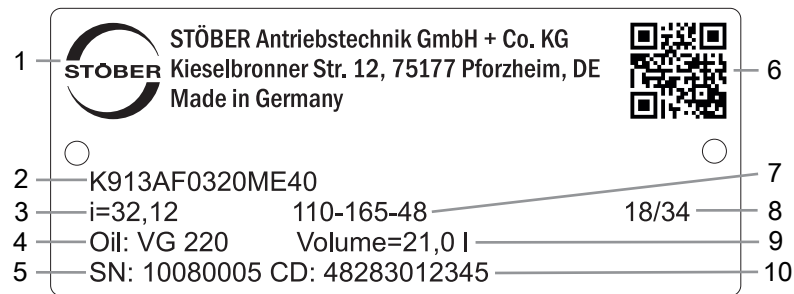 1 STÖBER STÖBER Antriebstechnik GmbH + Co. KG
Kieselbronner Str. 12, 75177 Pforzheim, DE 6
Made in Germany
2 K913AF0320ME40 7
3 i=32,12 110-165-48 18/34 8
4 Oil: VG 220 Volume=21,0 l 9
5 SN: 10080005 CD: 48283012345 10